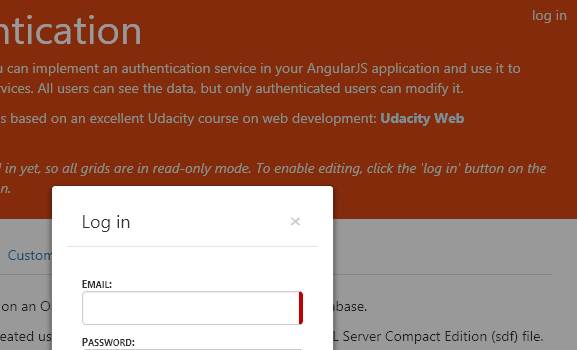 log in
ntication
u can implement an authentication service in your AngularJS application and use it to
rvices. All users can see the data, but only authenticated users can modify it.
s based on an excellent Udacity course on web development: Udacity Web
l in yet, so all grids are in read-only mode. To enable editing, click the 'log in' button on the
n.
Log in
×
Custom
EMAIL:
on an O
abase.
PASSWORD:
eated us
L Server Compact Edition (sdf) file.